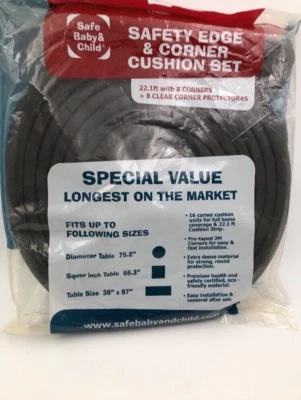 Safe
Baby&
Child
SAFETY EDGE
& CORNER
CUSHION SET
22.1ft with 8 CORNERS
+ 8 CLEAR CORNER PROTECTORAS
SPECIAL VALUE
LONGEST ON THE MARKET
FITS UP TO
FOLLOWING SIZES
Diameter Table 75.2"
Squer inch Table 66.3"
Table Size 36" x 97"
• 16 corner cushion
units for full home
coverage & 22.1 ft
Cushion Strip.
• Pre-taped 3M
Corners for easy &
fast installation.
• Extra dense material
for strong, round
protection.
• Premium health and
safety certified, eco -
friendly material.
• Easy installation &
removal after use.
www.safebabyandchild.com